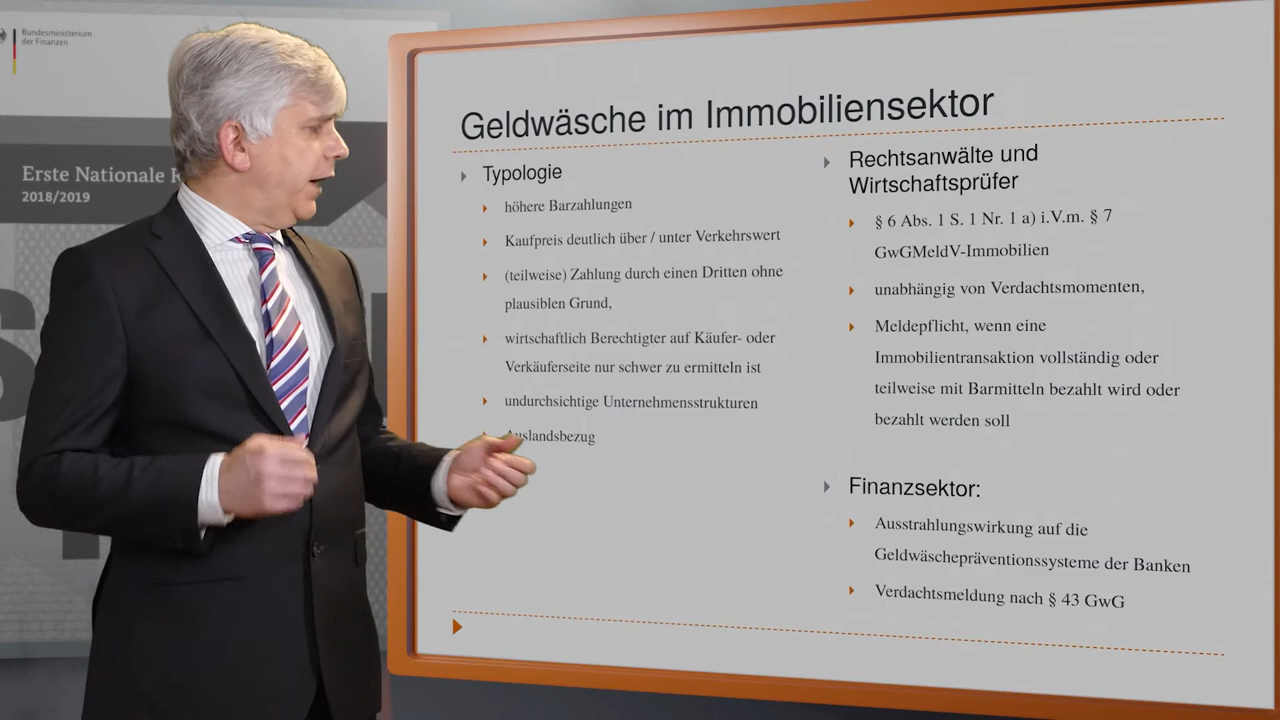 Bundesministerium
der Finanzen
Erste Nationale
2018/2019
Geldwäsche im Immobiliensektor
Typologie
höhere Barzahlungen
Kaufpreis deutlich über / unter Verkehrswert
(teilweise) Zahlung durch einen Dritten ohne
plausiblen Grund,
wirtschaftlich Berechtigter auf Käufer- oder
Verkäuferseite nur schwer zu ermitteln ist
undurchsichtige Unternehmensstrukturen
Auslandsbezug
Rechtsanwälte und
Wirtschaftsprüfer
§ 6 Abs. 1 S. 1 Nr. 1 a) i.V.m. § 7
GwGMeldV-Immobilien
unabhängig von Verdachtsmomenten,
Meldepflicht, wenn eine
Immobilientransaktion vollständig oder
teilweise mit Barmitteln bezahlt wird oder
bezahlt werden soll
Finanzsektor:
Ausstrahlungswirkung auf die
Geldwäschepräventionssysteme der Banken
Verdachtsmeldung nach § 43 GwG